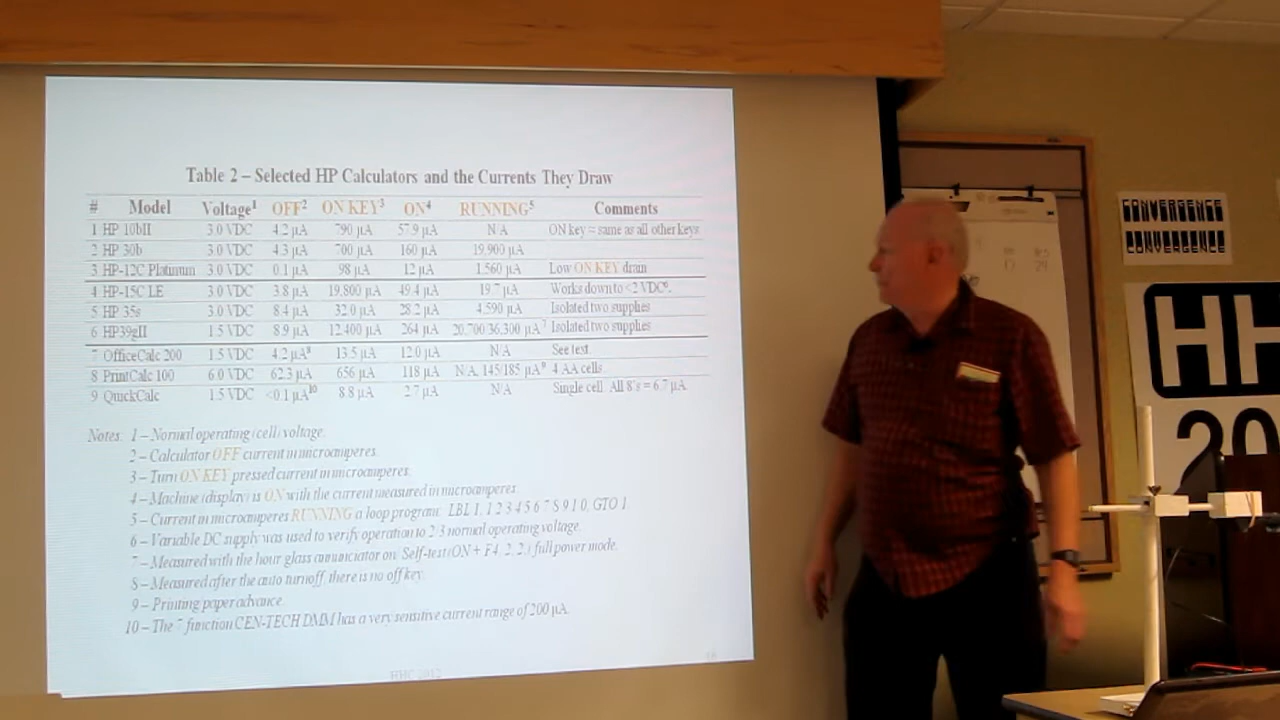 Table 2 – Selected HP Calculators and the Currents They Draw
# Model Voltage1 OFF2 ON KEY3 ON4 RUNNING5 Comments
1 HP 10bII 3.0 VDC 4.2 µA 790 µA 57.9 µA N/A ON key = same as all other keys
2 HP 30b 3.0 VDC 4.3 µA 700 µA 160 µA 19,900 µA
3 HP-12C Platinum 3.0 VDC 0.1 µA 98 µA 12 µA 1,560 µA Low ON KEY drain
4 HP-15C LE 3.0 VDC 3.8 µA 19,800 µA 49.4 µA 19.7 µA Works down to <2 VDC6.
5 HP 35s 3.0 VDC 8.4 µA 32.0 µA 28.2 µA 4,590 µA Isolated two supplies
6 HP39gII 1.5 VDC 8.9 µA 12,400 µA 264 µA 20,700/36,300 µA7 Isolated two supplies
7 OfficeCalc 200 1.5 VDC 4.2 µA8 13.5 µA 12.0 µA N/A See text.
8 PrintCalc 100 6.0 VDC 62.3 µA 656 µA 118 µA N/A, 145/185 µA9 4 AA cells.
9 QuickCalc 1.5 VDC <0.1 µA10 8.8 µA 2.7 µA N/A Single cell. All 8's = 6.7 µA.
Notes: 1 – Normal operating (cell) voltage.
2 – Calculator OFF current in microamperes.
3 – Turn ON KEY pressed current in microamperes.
4 – Machine (display) is ON with the current measured in microamperes.
5 – Current in microamperes RUNNING a loop program: LBL 1, 1 2 3 4 5 6 7 8 9 1 0, GTO 1.
6 – Variable DC supply was used to verify operation to 2/3 normal operating voltage.
7 – Measured with the hour glass annunciator on. Self-test (ON + F4, 2, 2,) full power mode.
8 – Measured after the auto turnoff there is no off key.
9 – Printing paper advance.
10 – The 7 function CEN-TECH DMM has a very sensitive current range of 200 µA.
HHC 2012
CONVERGENCE
CONVERGENCE
HH
20